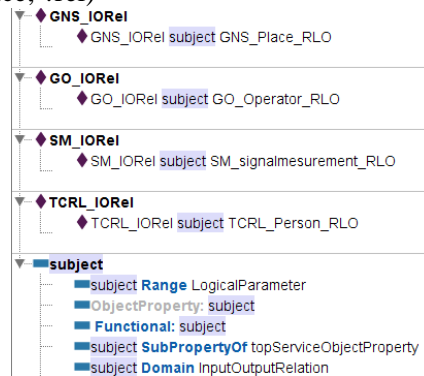 GNS_IORel
GNS_IORel subject GNS_Place_RLO
GO_IORel
GO_IORel subject GO_Operator_RLO
SM_IORel
SM_IORel subject SM_signalmesurement_RLO
TCRL_IORel
TCRL_IORel subject TCRL_Person_RLO
subject
subject Range LogicalParameter
ObjectProperty: subject
Functional: subject
subject SubPropertyOf topServiceObjectProperty
subject Domain InputOutputRelation